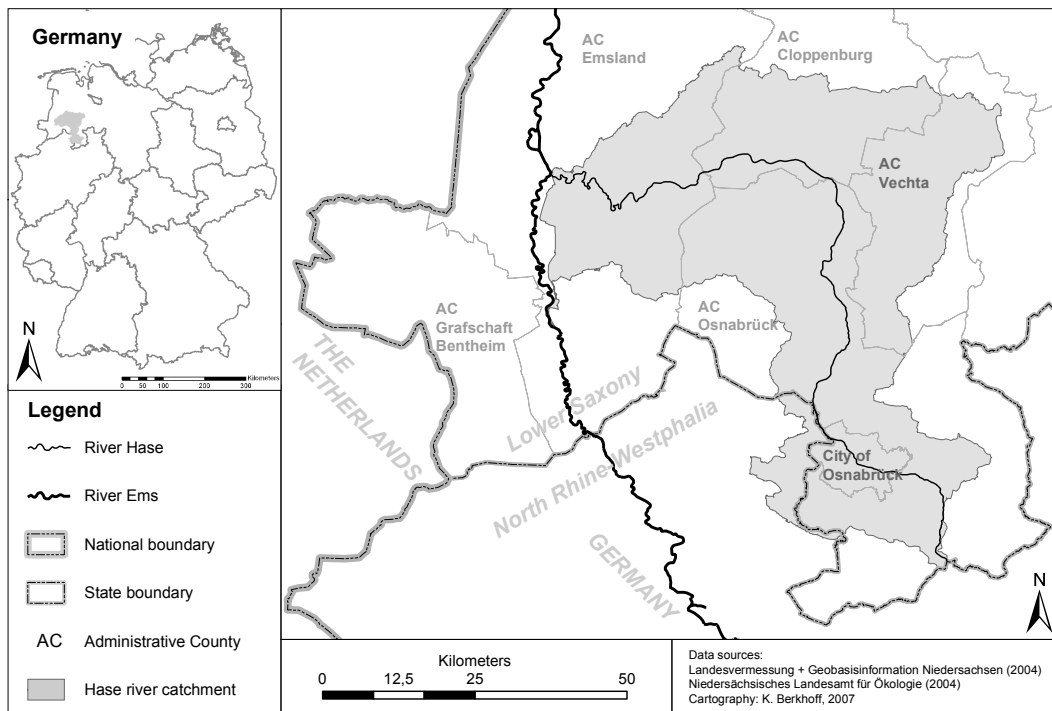 Germany
N
Kilometers
0 50 100 200 300
Legend
River Hase
River Ems
National boundary
State boundary
AC Administrative County
Hase river catchment
AC
Emsland
AC
Cloppenburg
AC
Vechta
AC
Grafschaft
Bentheim
AC
Osnabrück
THE
NETHERLANDS
Lower Saxony
North Rhine-Westphalia
City of
Osnabrück
GERMANY
N
Kilometers
0 12,5 25 50
Data sources:
Landesvermessung + Geobasisinformation Niedersachsen (2004)
Niedersächsisches Landesamt für Ökologie (2004)
Cartography: K. Berkhoff, 2007